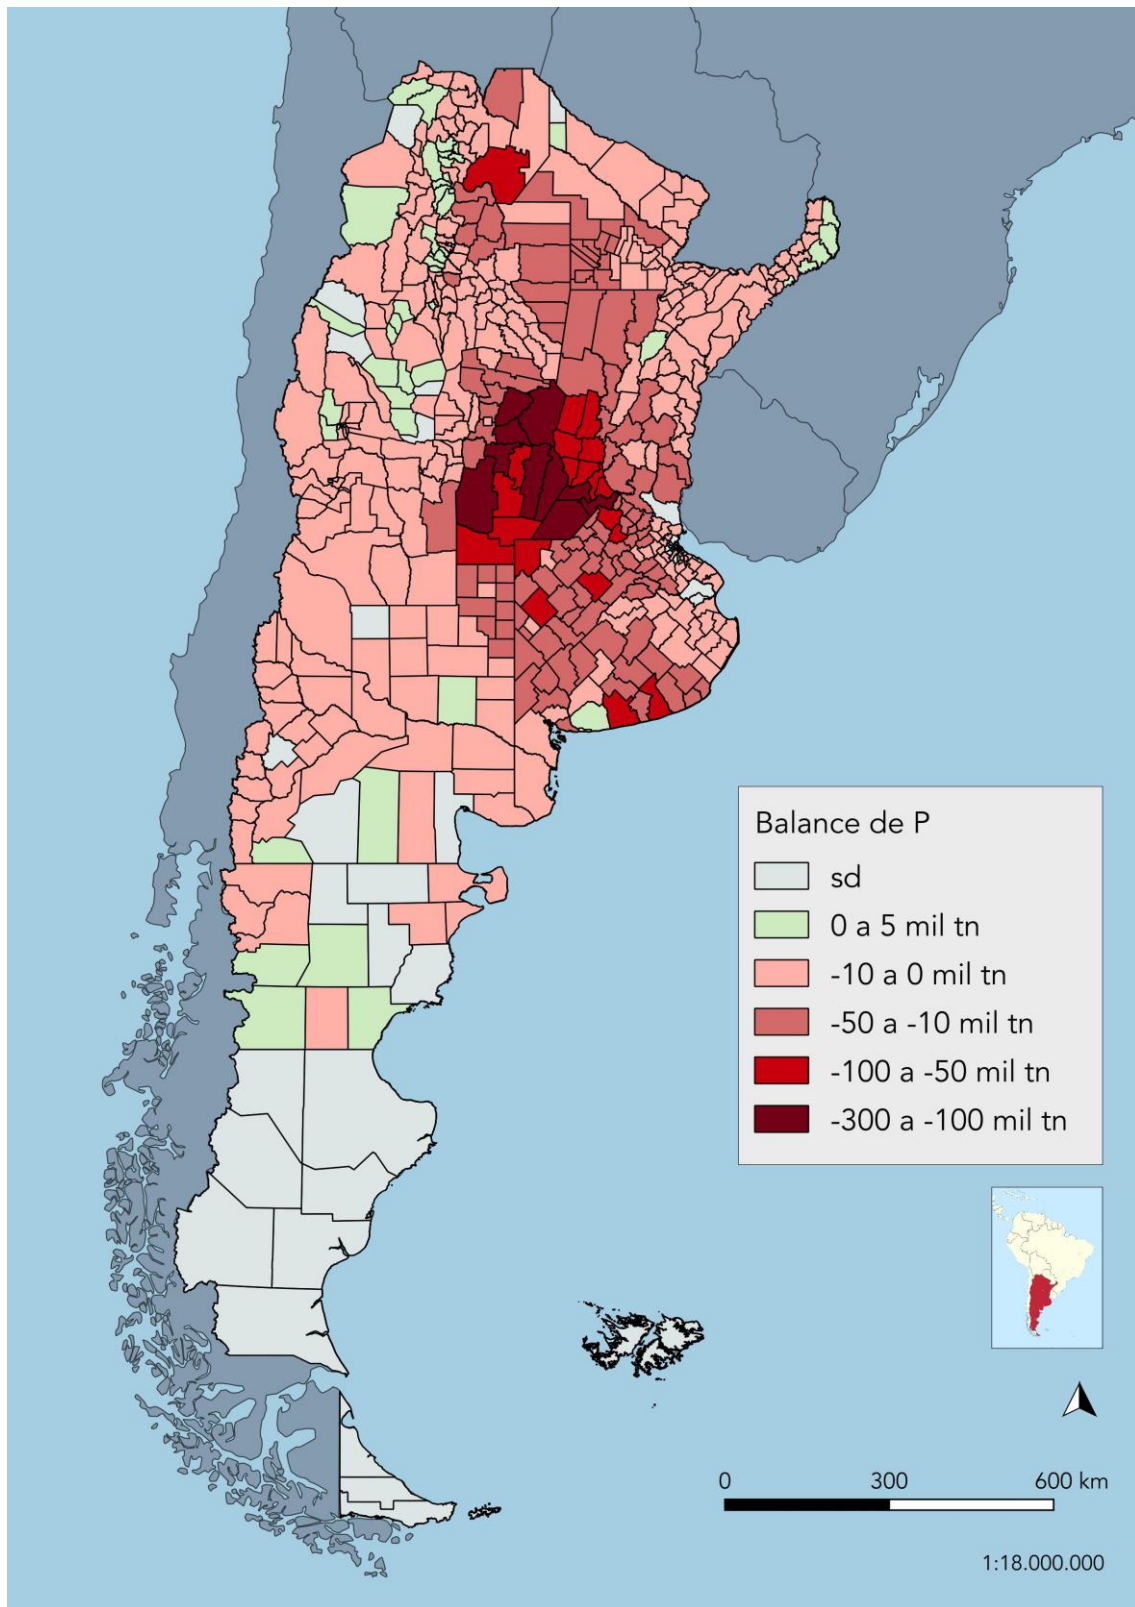 Balance de P
sd
0 a 5 mil tn
-10 a 0 mil tn
-50 a -10 mil tn
-100 a -50 mil tn
-300 a -100 mil tn
0 300 600 km
1:18.000.000